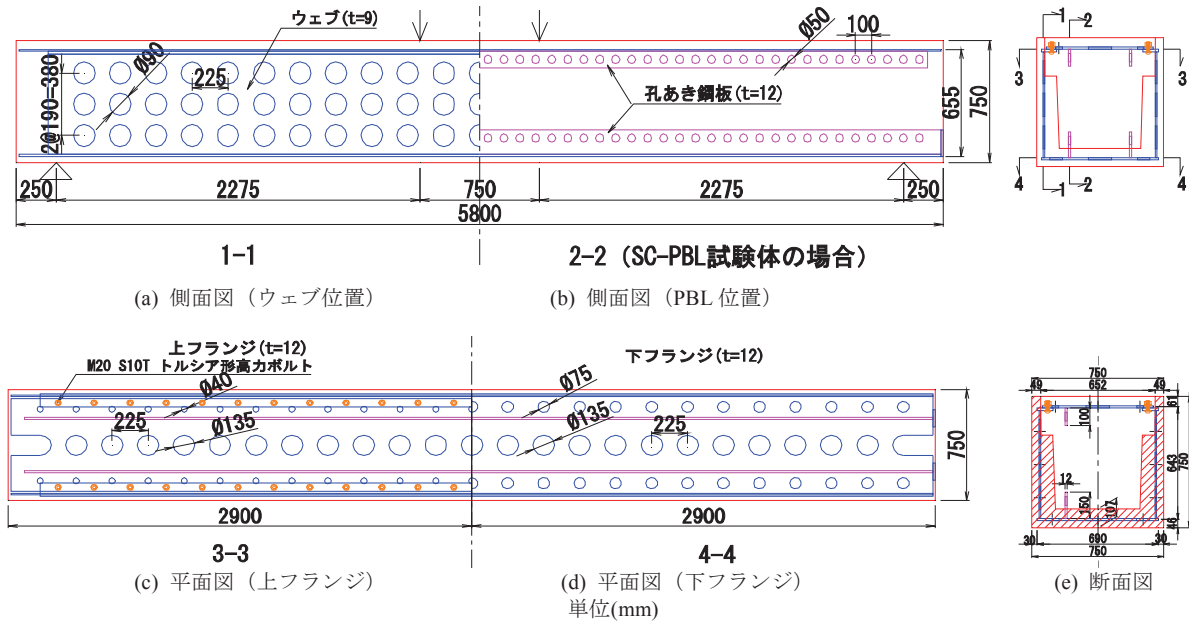 ウェブ(t=9)
Ø50
100
1
2
Ø90
225
2@190=380
孔あき鋼板(t=12)
655
750
3
3
4
4
1
2
250
2275
750
2275
250
5800
1-1
2-2 (SC-PBL試験体の場合)
(a) 側面図（ウェブ位置）
(b) 側面図（PBL 位置）
上フランジ(t=12)
M20 S10T トルシア形高力ボルト
Ø40
225
Ø135
下フランジ(t=12)
Ø75
Ø135
225
750
2900
2900
3-3
4-4
(c) 平面図（上フランジ）
(d) 平面図（下フランジ）
単位(mm)
750
49
652
49
61
100
643
750
12
150
107
46
30
690
30
750
(e) 断面図